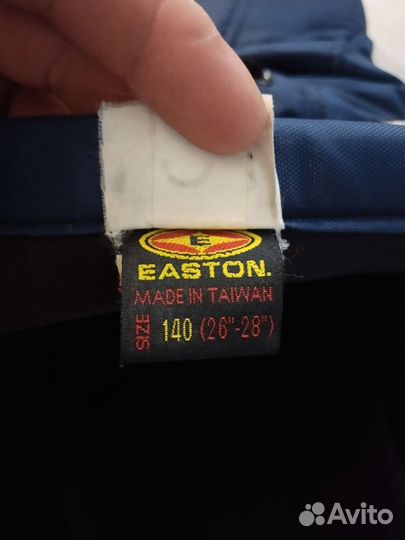 E
EASTON.
MADE IN TAIWAN
SIZE 140 (26"-28")
Avito